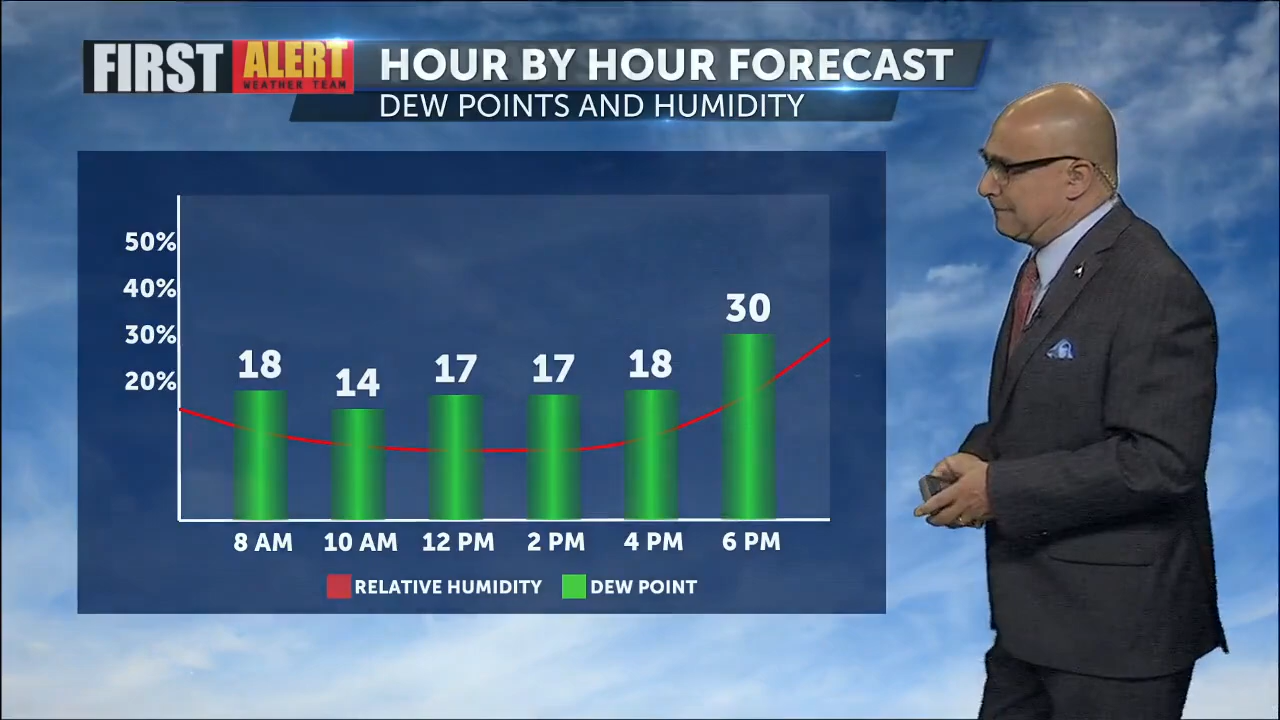 FIRST ALERT
WEATHER TEAM
HOUR BY HOUR FORECAST
DEW POINTS AND HUMIDITY
50%
40%
30%
20%
18
14
17
17
18
30
8 AM
10 AM
12 PM
2 PM
4 PM
6 PM
RELATIVE HUMIDITY
DEW POINT